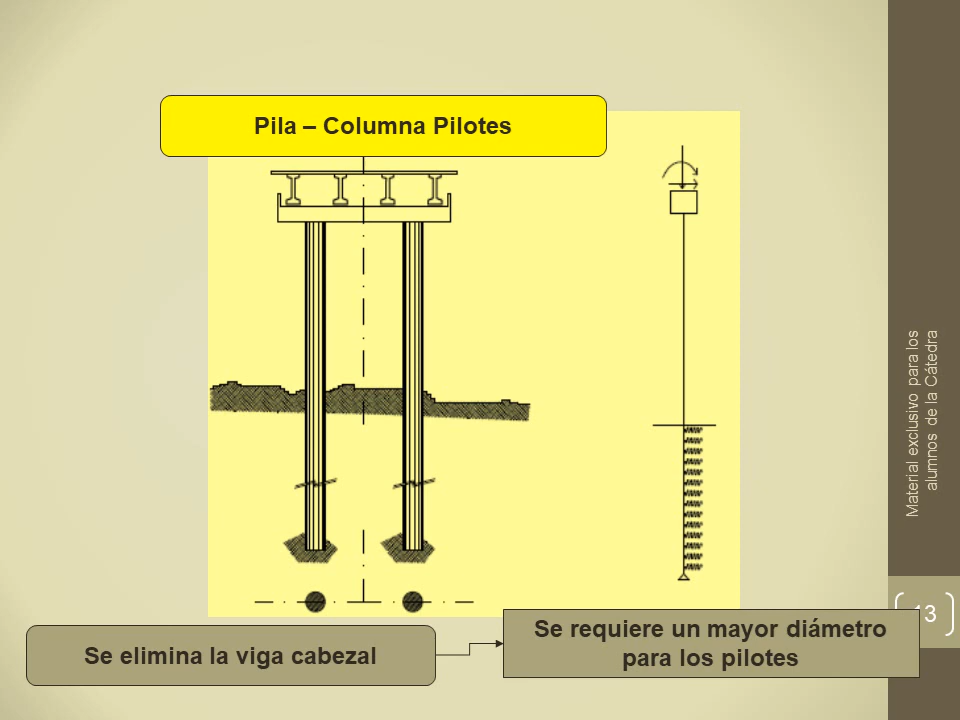 Pila – Columna Pilotes
Material exclusivo para los
alumnos de la Cátedra
13
Se elimina la viga cabezal
Se requiere un mayor diámetro
para los pilotes